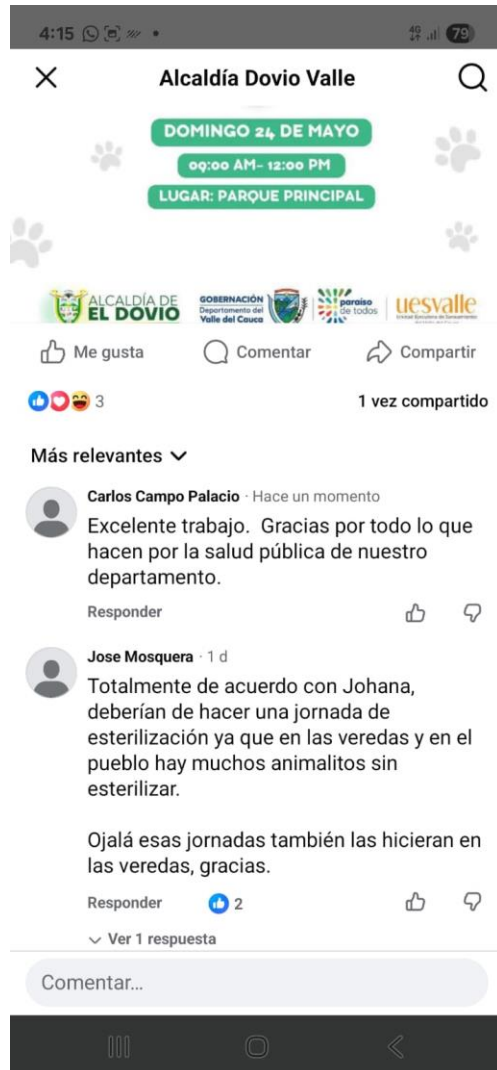 4:15
4G 79
Alcaldía Dovio Valle
DOMINGO 24 DE MAYO
09:00 AM– 12:00 PM
LUGAR: PARQUE PRINCIPAL
ALCALDÍA DE
EL DOVIO
GOBERNACIÓN
Departamento del
Valle del Cauca
paraíso
de todos
uesvalle
Me gusta
Comentar
Compartir
3
1 vez compartido
Más relevantes
Carlos Campo Palacio · Hace un momento
Excelente trabajo.  Gracias por todo lo que
hacen por la salud pública de nuestro
departamento.
Responder
Jose Mosquera · 1 d
Totalmente de acuerdo con Johana,
deberían de hacer una jornada de
esterilización ya que en las veredas y en el
pueblo hay muchos animalitos sin
esterilizar.
Ojalá esas jornadas también las hicieran en
las veredas, gracias.
Responder
2
Ver 1 respuesta
Comentar...